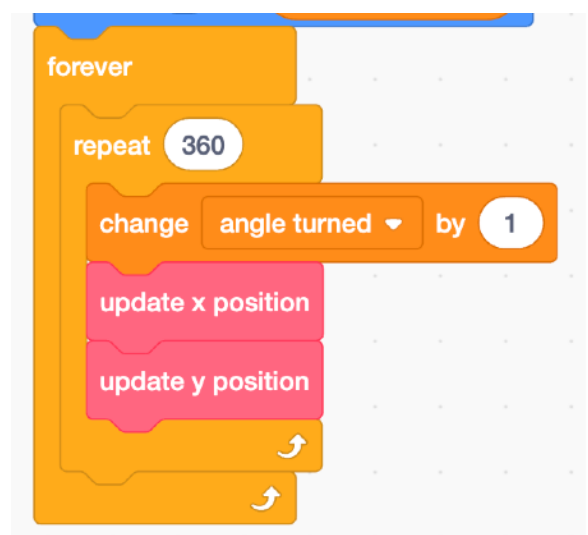 forever
repeat 360
change angle turned by 1
update x position
update y position